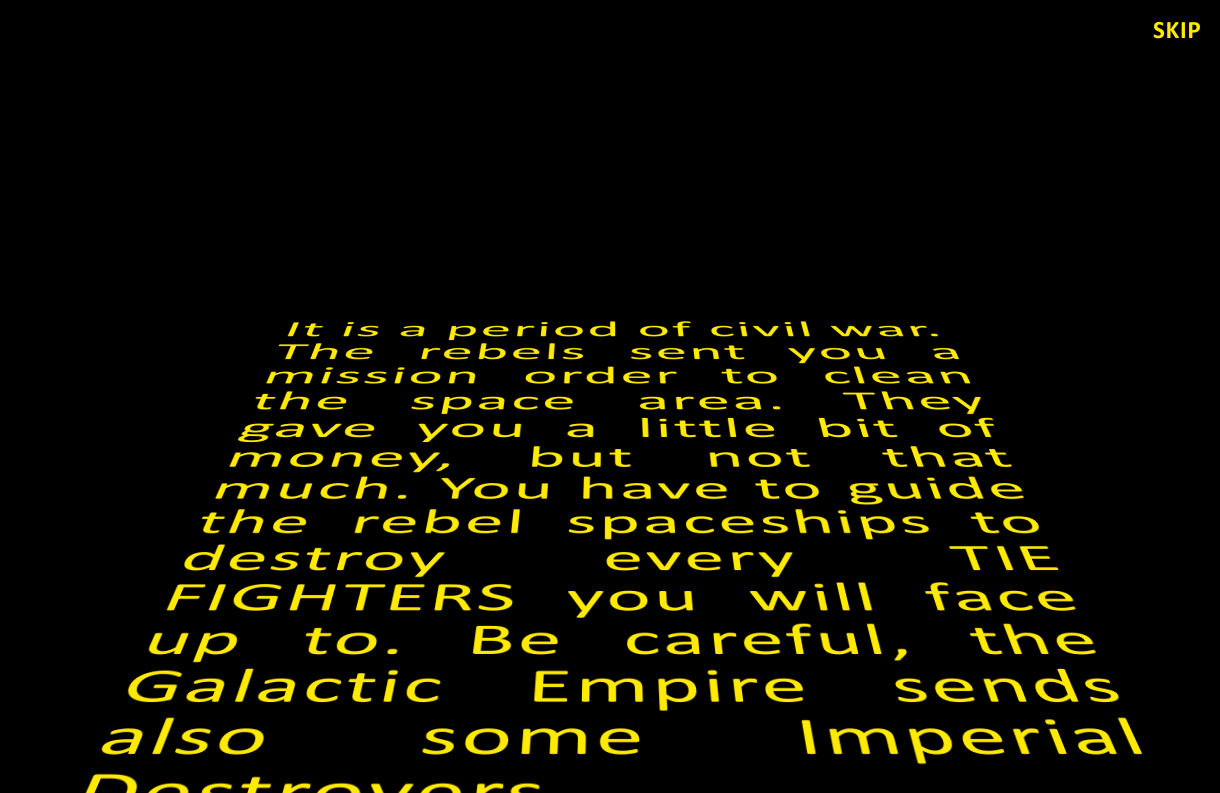 SKIP
It is a period of civil war.
The rebels sent you a
mission order to clean
the space area. They
gave you a little bit of
money, but not that
much. You have to guide
the rebel spaceships to
destroy every TIE
FIGHTERS you will face
up to. Be careful, the
Galactic Empire sends
also some Imperial
Destroyers